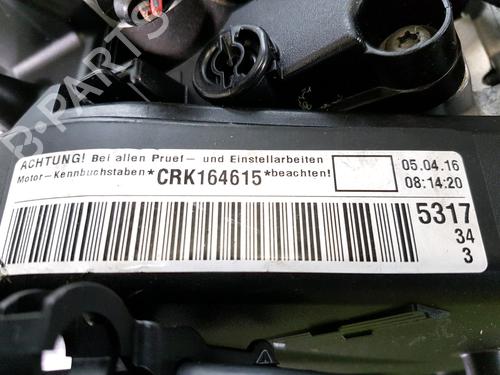 B-PARTS
ACHTUNG! Bei allen Pruef- und Einstellarbeiten
Motor-Kennbuchstaben *CRK164615* beachten!
05.04.16
08:14:20
5317
34
3